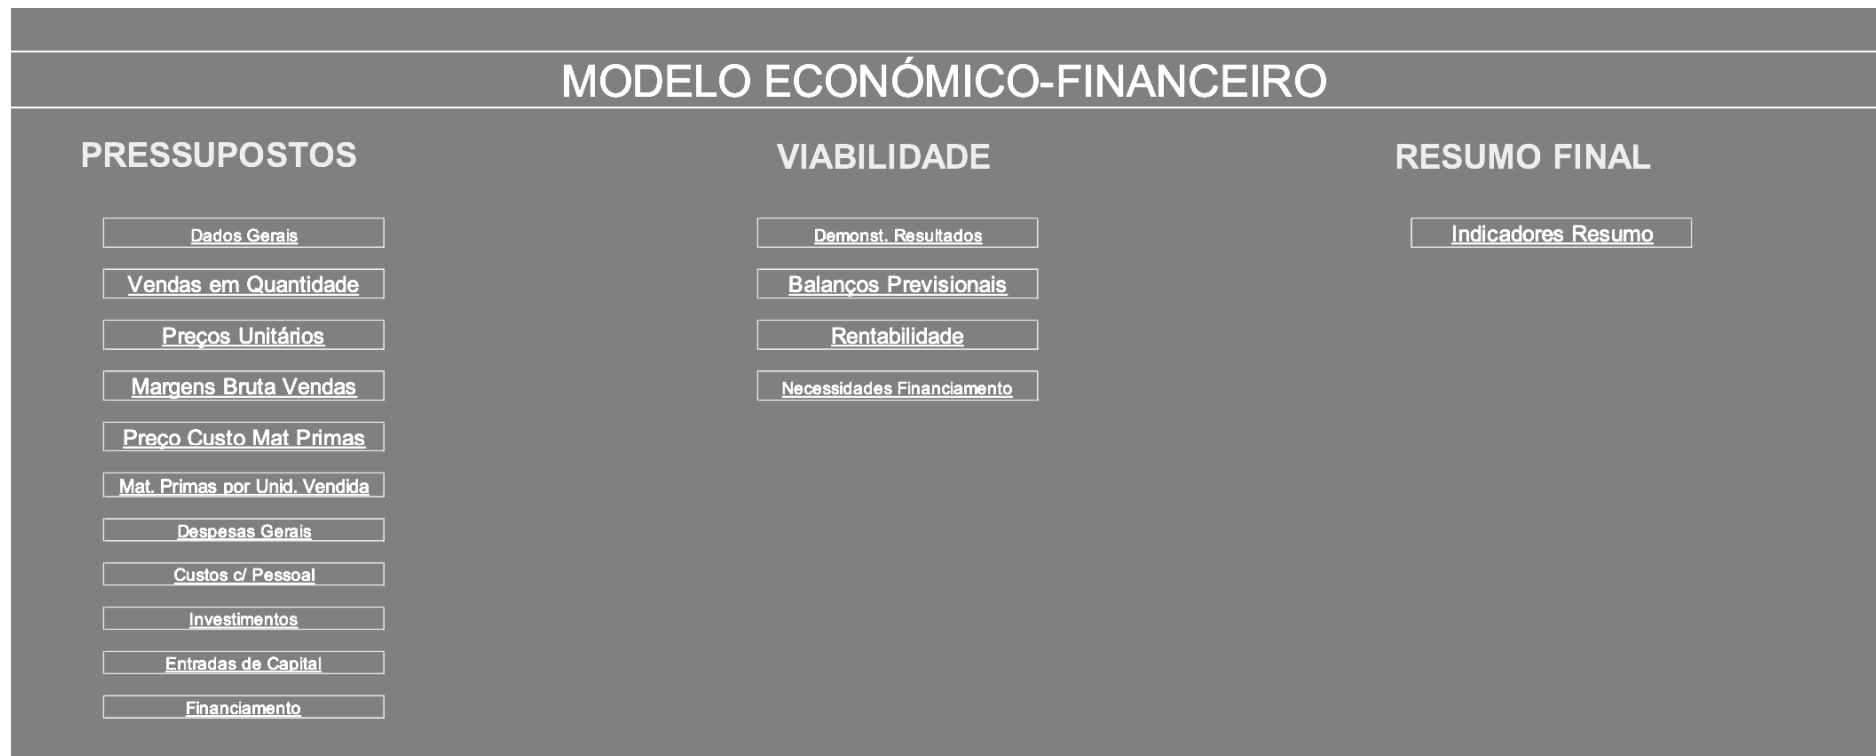 MODELO ECONÓMICO-FINANCEIRO
PRESSUPOSTOS
Dados Gerais
Vendas em Quantidade
Preços Unitários
Margens Bruta Vendas
Preço Custo Mat Primas
Mat. Primas por Unid. Vendida
Despesas Gerais
Custos c/ Pessoal
Investimentos
Entradas de Capital
Financiamento
VIABILIDADE
Demonst. Resultados
Balanços Previsionais
Rentabilidade
Necessidades Financiamento
RESUMO FINAL
Indicadores Resumo